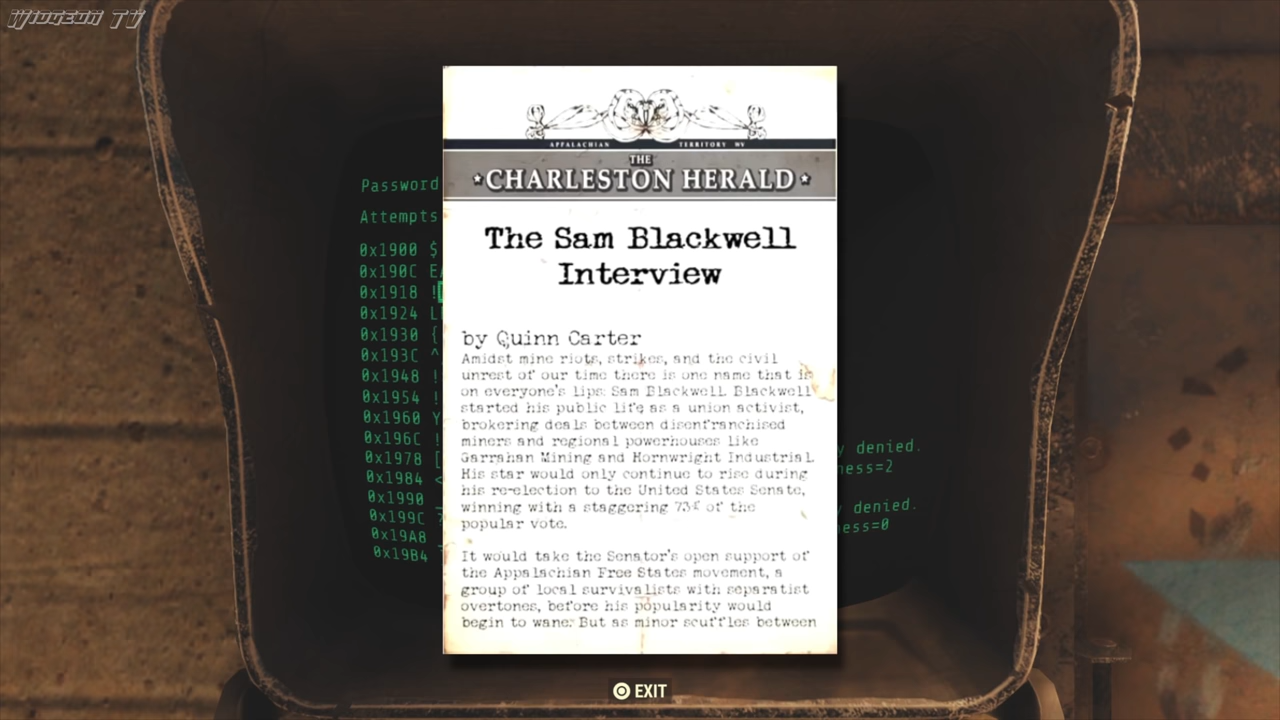 WIDGEON TV
APPALACHIAN TERRITORY WV
THE
CHARLESTON HERALD
The Sam Blackwell
Interview
by Quinn Carter
Amidst mine riots, strikes, and the civil
unrest of our time there is one name that is
on everyone's lips: Sam Blackwell. Blackwell
started his public life as a union activist,
brokering deals between disenfranchised
miners and regional powerhouses like
Garrahan Mining and Hornwright Industrial.
His star would only continue to rise during
his re-election to the United States Senate,
winning with a staggering 73% of the
popular vote.
It would take the Senator's open support of
the Appalachian Free States movement, a
group of local survivalists with separatist
overtones, before his popularity would
begin to wane. But as minor scuffles between
Password
Attempts
0x1900 $
0x190C EA
0x1918 !
0x1924 L
0x1930 {
0x193C ^
0x1948 !
0x1954 !
0x1960 Y
0x196C !
0x1978 [
0x1984 <
0x1990
0x199C ?
0x19A8
0x19B4
y denied.
ness=2
y denied.
ess=0
EXIT